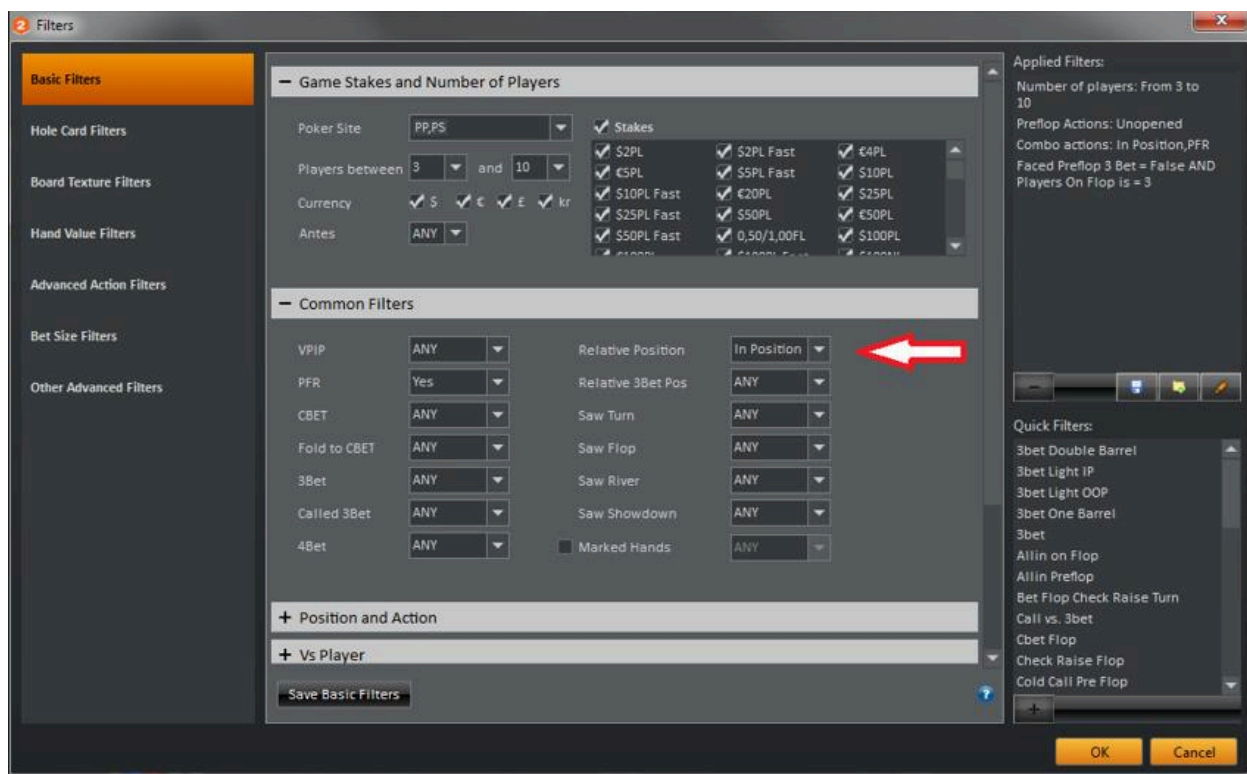 2 Filters
Basic Filters
Hole Card Filters
Board Texture Filters
Hand Value Filters
Advanced Action Filters
Bet Size Filters
Other Advanced Filters
− Game Stakes and Number of Players
Poker Site PP,PS
Players between 3 and 10
Currency $ € £ kr
Antes ANY
Stakes
$2PL $2PL Fast €4PL
€5PL $5PL Fast $10PL
$10PL Fast €20PL $25PL
$25PL Fast $50PL €50PL
$50PL Fast 0,50/1,00FL $100PL
− Common Filters
VPIP ANY Relative Position In Position
PFR Yes Relative 3Bet Pos ANY
CBET ANY Saw Turn ANY
Fold to CBET ANY Saw Flop ANY
3Bet ANY Saw River ANY
Called 3Bet ANY Saw Showdown ANY
4Bet ANY Marked Hands ANY
+ Position and Action
+ Vs Player
Save Basic Filters
?
Applied Filters:
Number of players: From 3 to
10
Preflop Actions: Unopened
Combo actions: In Position,PFR
Faced Preflop 3 Bet = False AND
Players On Flop is = 3
Quick Filters:
3bet Double Barrel
3bet Light IP
3bet Light OOP
3bet One Barrel
3bet
Allin on Flop
Allin Preflop
Bet Flop Check Raise Turn
Call vs. 3bet
Cbet Flop
Check Raise Flop
Cold Call Pre Flop
OK Cancel